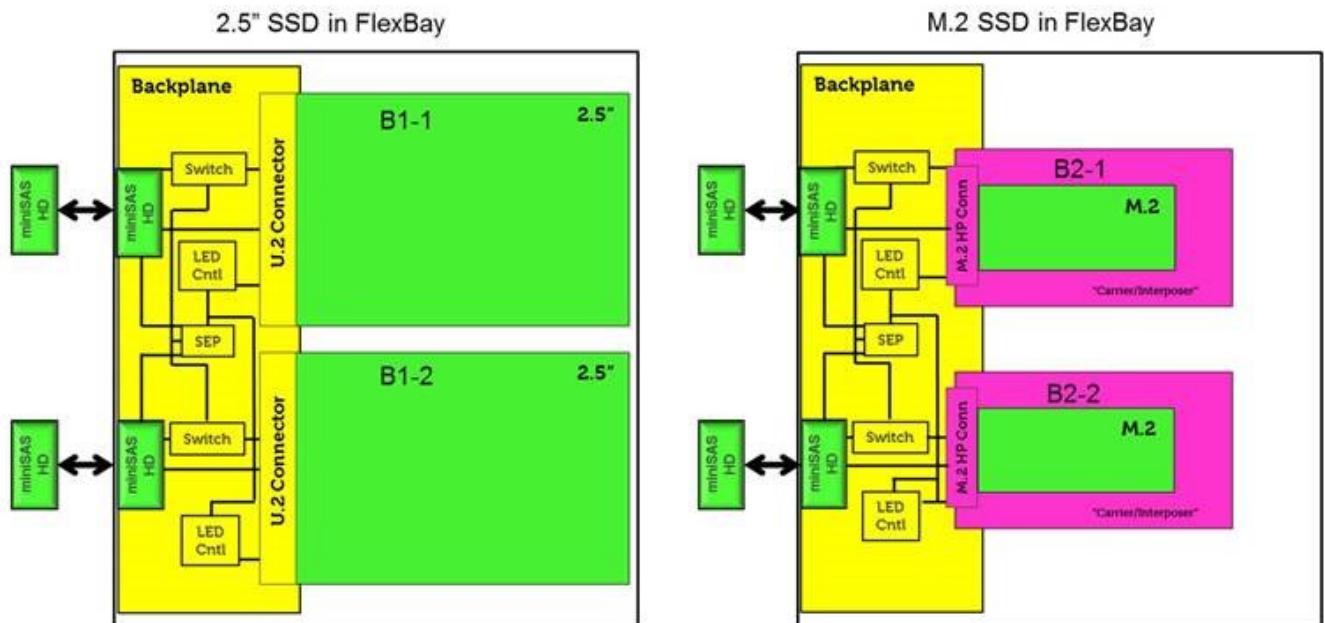 2.5” SSD in FlexBay
Backplane
B1-1
2.5”
U.2 Connector
Switch
miniSAS
HD
miniSAS
HD
LED
Cntl
SEP
B1-2
2.5”
U.2 Connector
Switch
miniSAS
HD
miniSAS
HD
LED
Cntl
M.2 SSD in FlexBay
Backplane
B2-1
M.2
M.2 HP Conn
"Carrier/Interposer"
Switch
miniSAS
HD
miniSAS
HD
LED
Cntl
SEP
B2-2
M.2
M.2 HP Conn
"Carrier/Interposer"
Switch
miniSAS
HD
miniSAS
HD
LED
Cntl